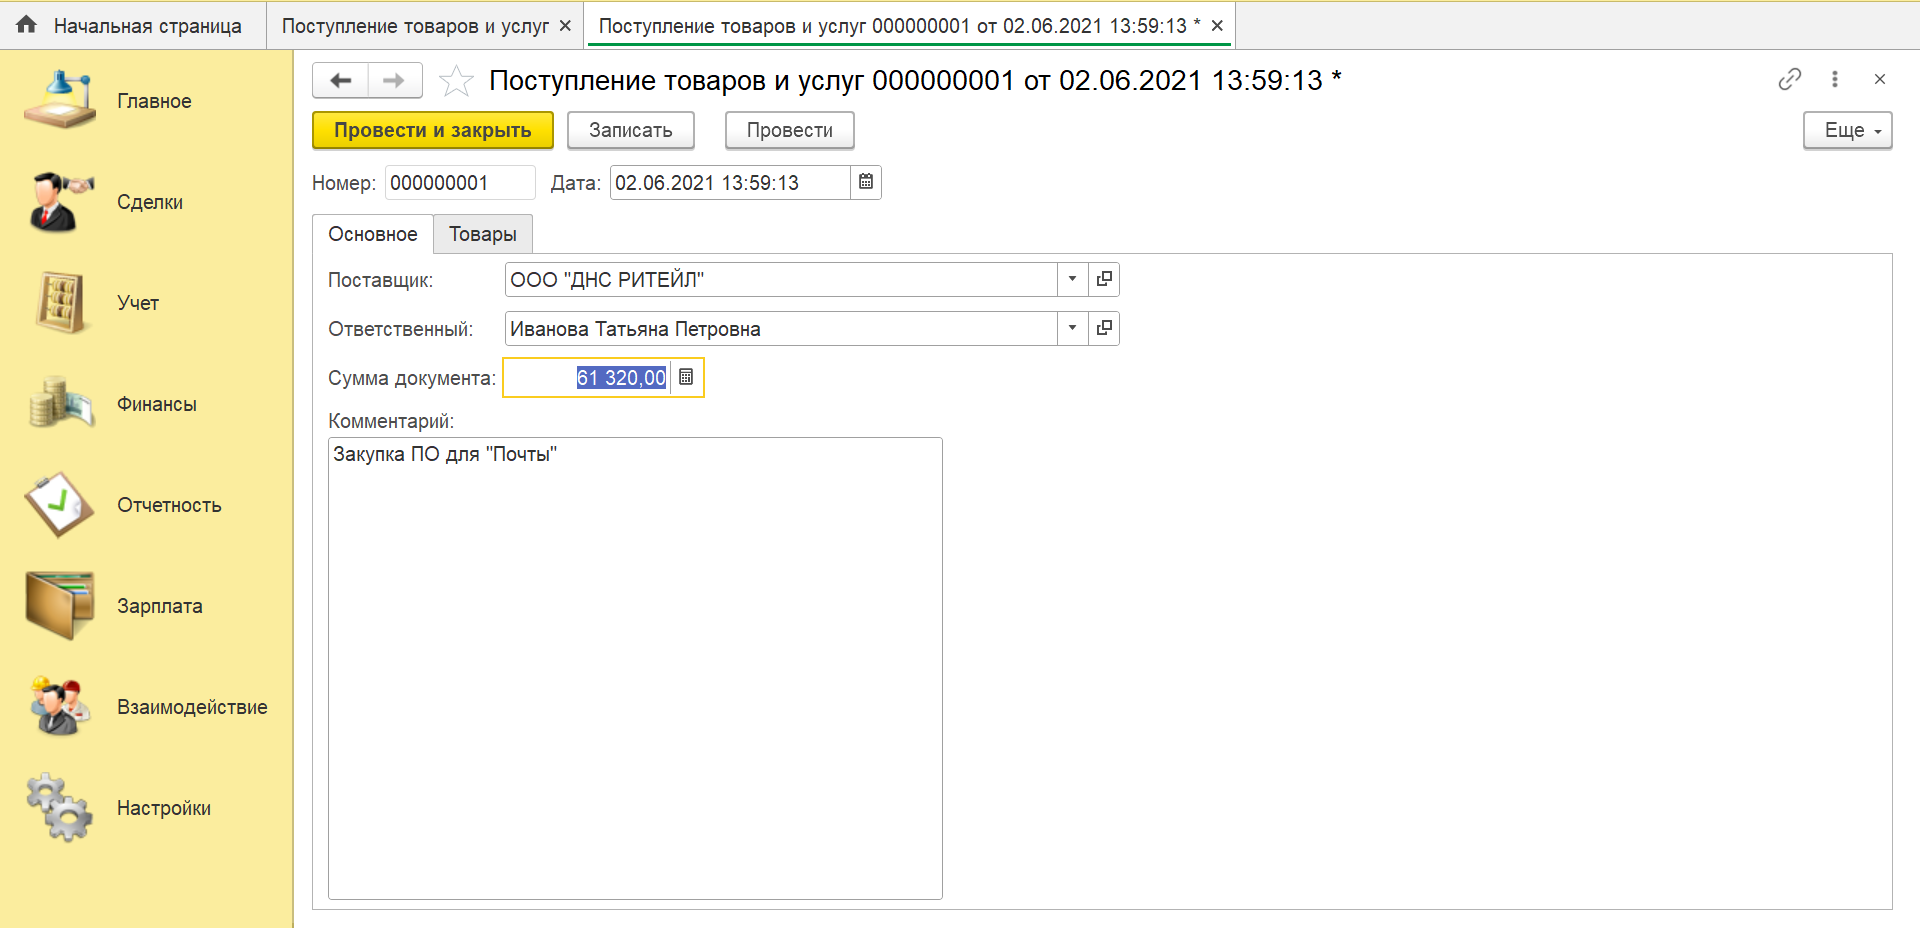 Начальная страница
Поступление товаров и услуг
Поступление товаров и услуг 000000001 от 02.06.2021 13:59:13 *
Главное
Сделки
Учет
Финансы
Отчетность
Зарплата
Взаимодействие
Настройки
Поступление товаров и услуг 000000001 от 02.06.2021 13:59:13 *
Провести и закрыть
Записать
Провести
Еще
Номер: 000000001 Дата: 02.06.2021 13:59:13
Основное
Товары
Поставщик: ООО "ДНС РИТЕЙЛ"
Ответственный: Иванова Татьяна Петровна
Сумма документа: 61 320,00
Комментарий:
Закупка ПО для "Почты"